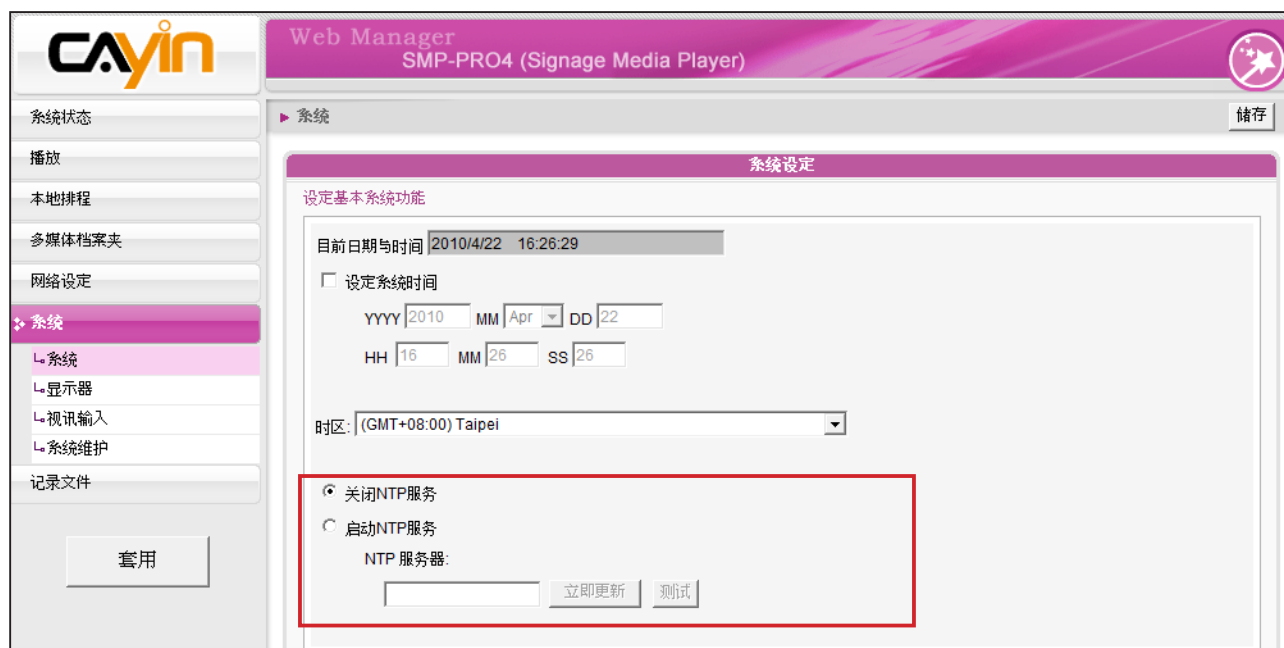 CAYIN
Web Manager
SMP-PRO4 (Signage Media Player)
系统状态
播放
本地排程
多媒体档案夹
网络设定
系统
系统
显示器
视讯输入
系统维护
记录文件
套用
系统
储存
系统设定
设定基本系统功能
目前日期与时间 2010/4/22 16:26:29
设定系统时间
YYYY 2010 MM Apr DD 22
HH 16 MM 26 SS 26
时区: (GMT+08:00) Taipei
关闭NTP服务
启动NTP服务
NTP 服务器:
立即更新 测试